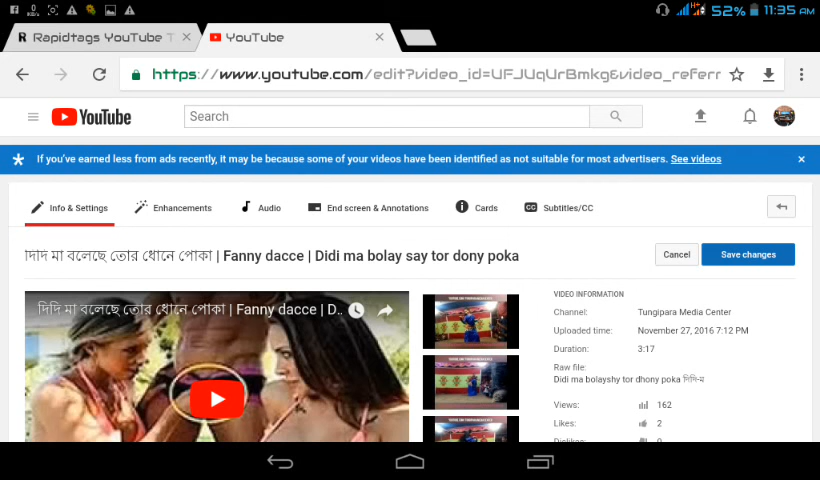 52% 11:35 AM
R Rapidtags YouTube T
YouTube
https://www.youtube.com/edit?video_id=UFJUqUrBmkg&video_referr
YouTube
Search
If you've earned less from ads recently, it may be because some of your videos have been identified as not suitable for most advertisers. See videos
Info & Settings Enhancements Audio End screen & Annotations Cards CC Subtitles/CC
দিদি মা বলেছে তোর ধোনে পোকা | Fanny dacce | Didi ma bolay say tor dony poka
Cancel Save changes
দিদি মা বলেছে তোর ধোনে পোকা | Fanny dacce | D..
VIDEO INFORMATION
Channel: Tungipara Media Center
Uploaded time: November 27, 2016 7:12 PM
Duration: 3:17
Raw file:
Didi ma bolayshy tor dhony poka দিদি-ম
Views: 162
Likes: 2